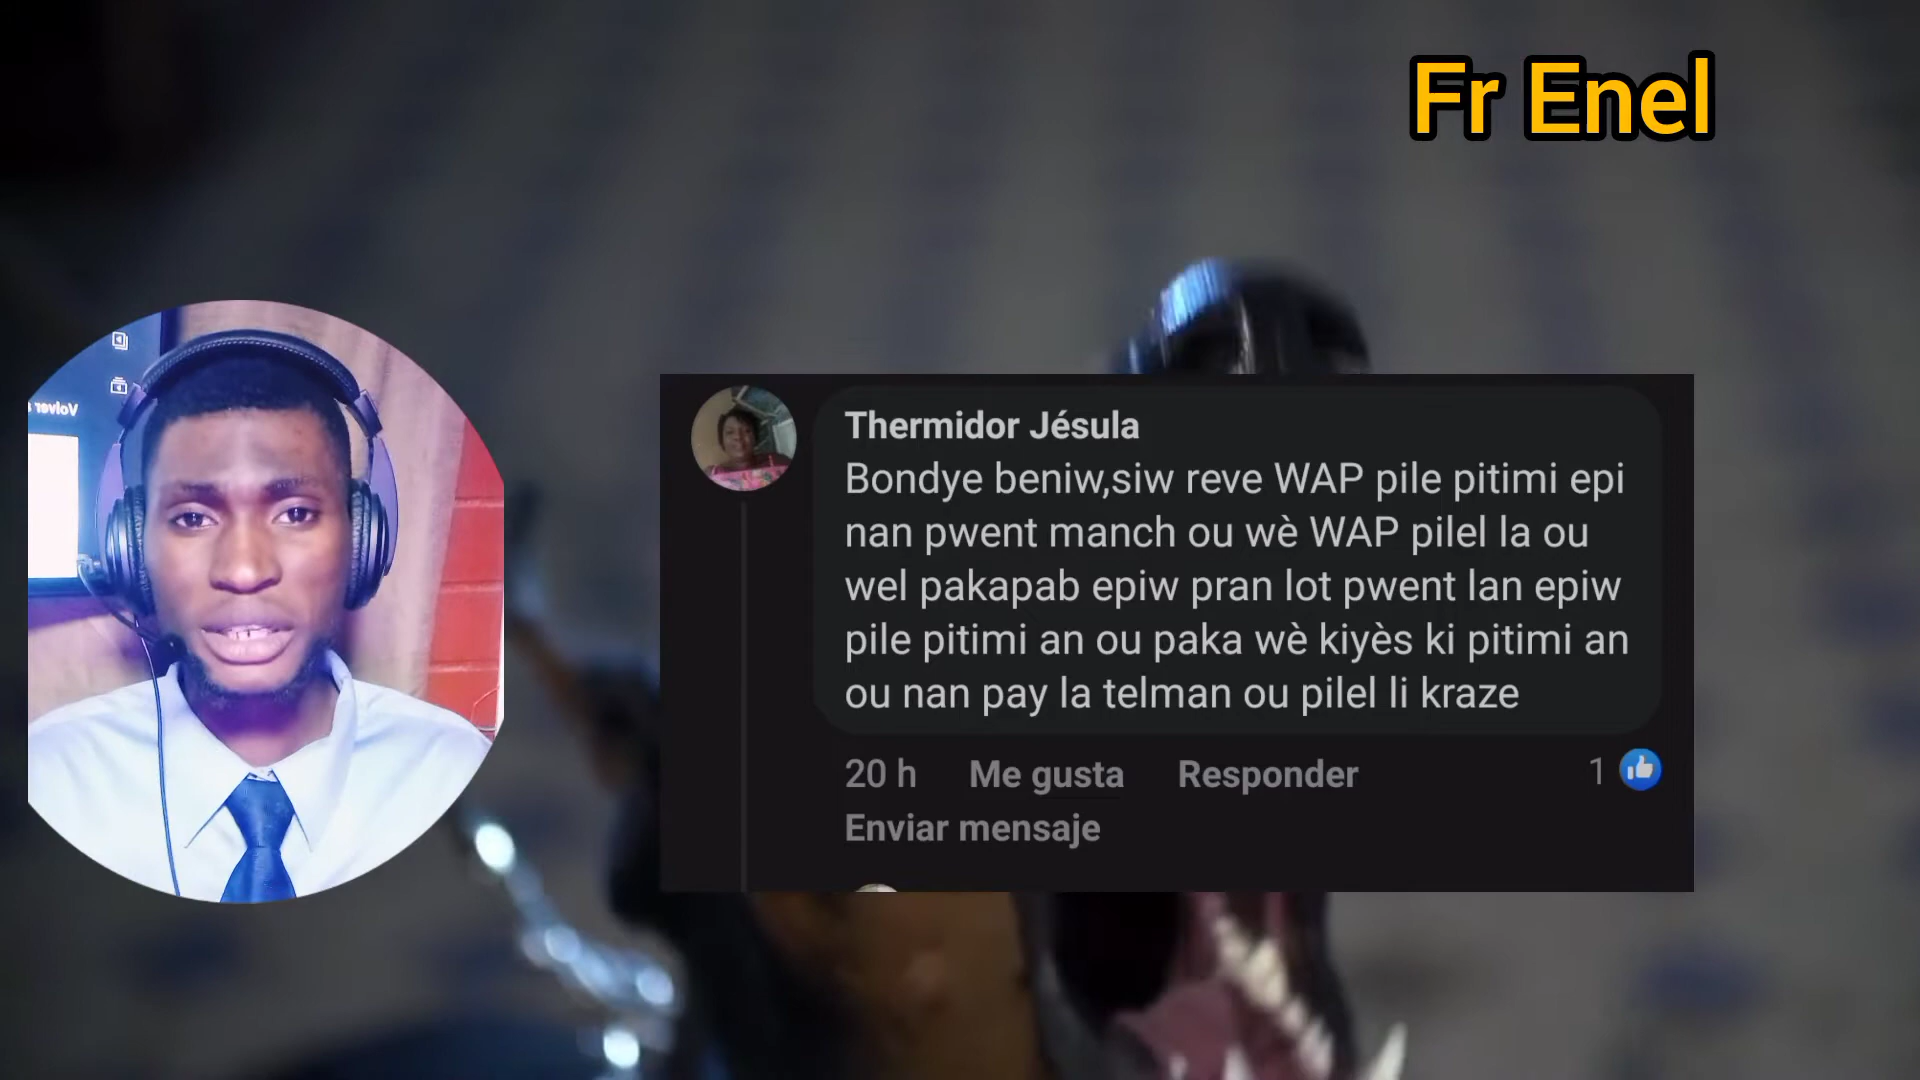 Fr Enel
Volver
Thermidor Jésula
Bondye beniw,siw reve WAP pile pitimi epi
nan pwent manch ou wè WAP pilel la ou
wel pakapab epiw pran lot pwent lan epiw
pile pitimi an ou paka wè kiyès ki pitimi an
ou nan pay la telman ou pilel li kraze
20 h Me gusta Responder 1
Enviar mensaje